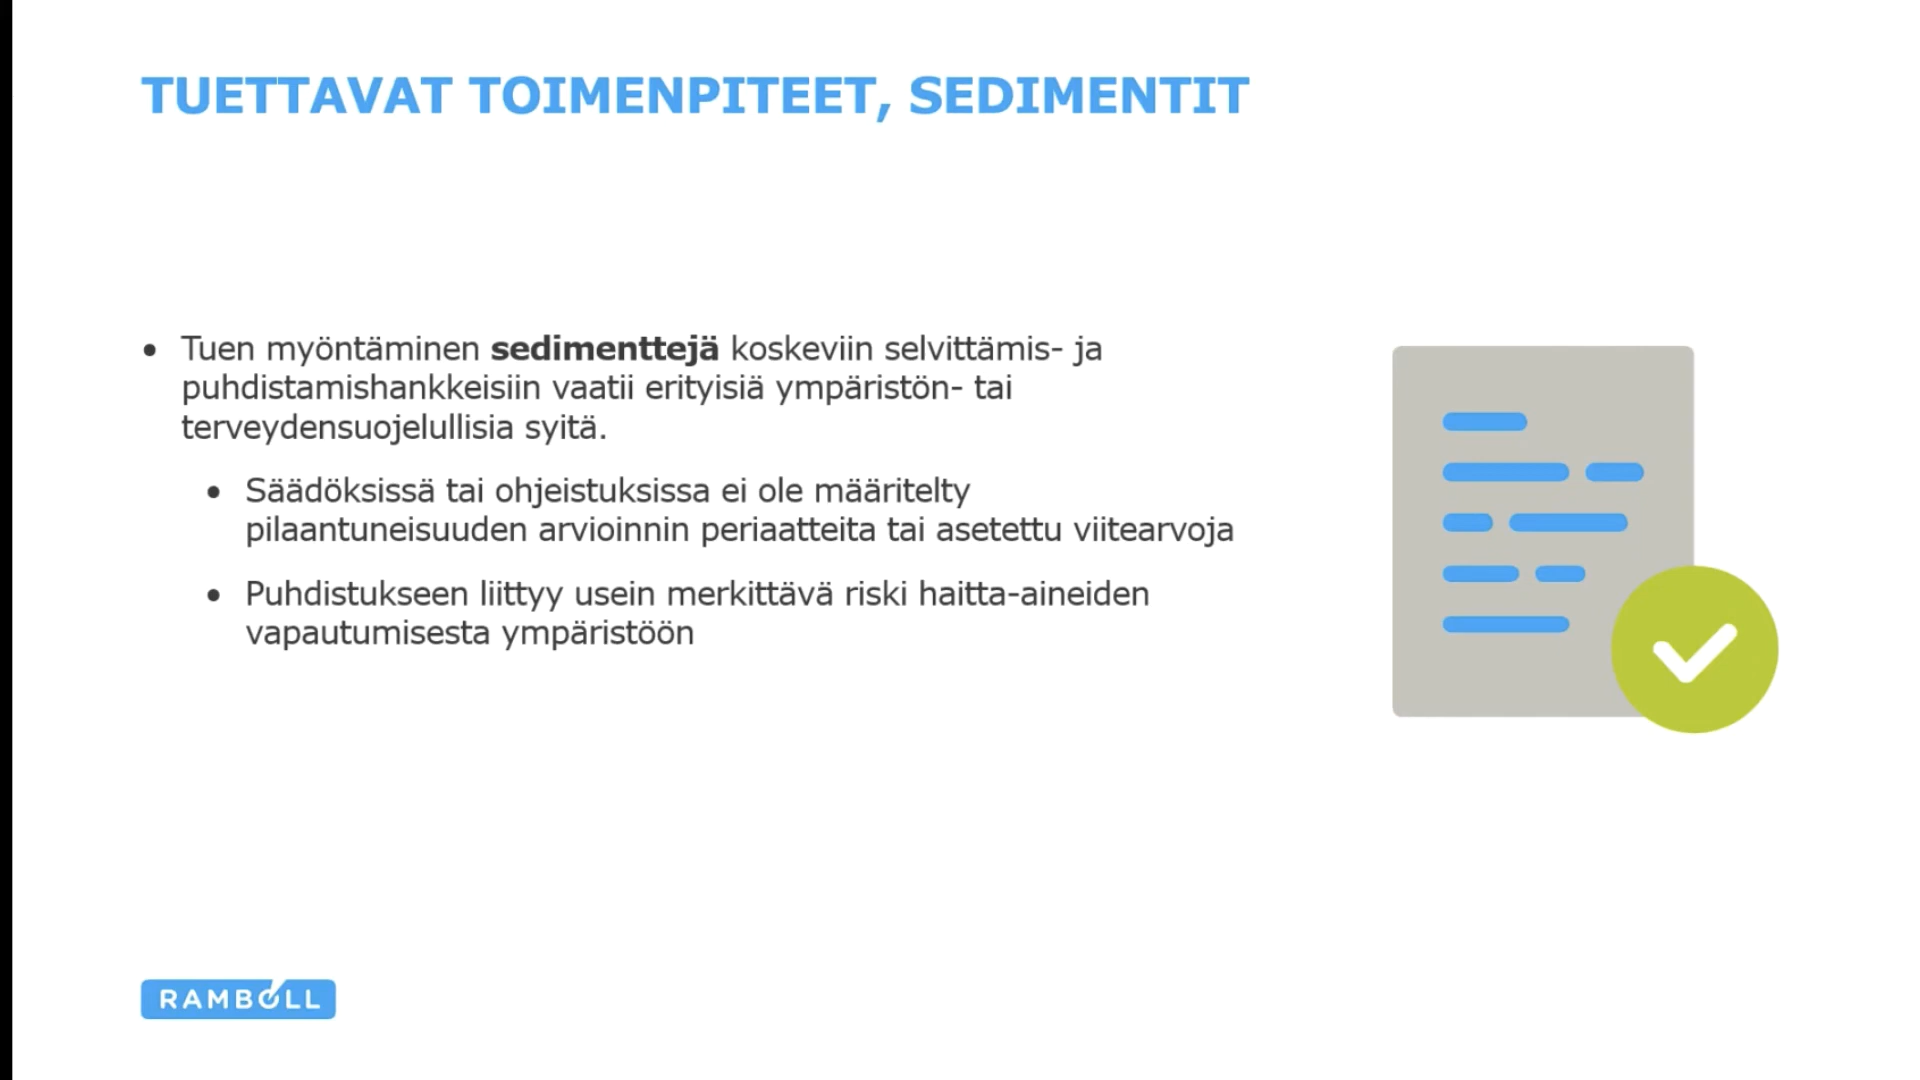 TUETTAVAT TOIMENPITEET, SEDIMENTIT
• Tuen myöntäminen sedimenttejä koskeviin selvittämis- ja
puhdistamishankkeisiin vaatii erityisiä ympäristön- tai
terveydensuojelullisia syitä.
• Säädöksissä tai ohjeistuksissa ei ole määritelty
pilaantuneisuuden arvioinnin periaatteita tai asetettu viitearvoja
• Puhdistukseen liittyy usein merkittävä riski haitta-aineiden
vapautumisesta ympäristöön
RAMBOLL